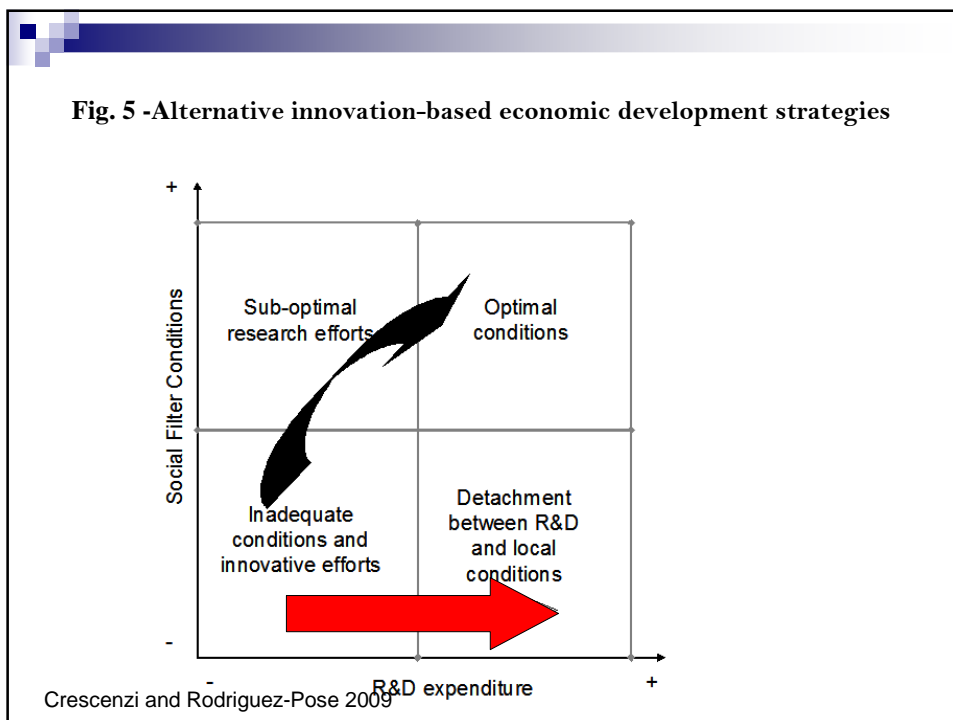 Fig. 5 -Alternative innovation-based economic development strategies
+
Social Filter Conditions
Sub-optimal
research efforts
Optimal
conditions
Inadequate
conditions and
innovative efforts
Detachment
between R&D
and local
conditions
-
-
R&D expenditure
+
Crescenzi and Rodriguez-Pose 2009